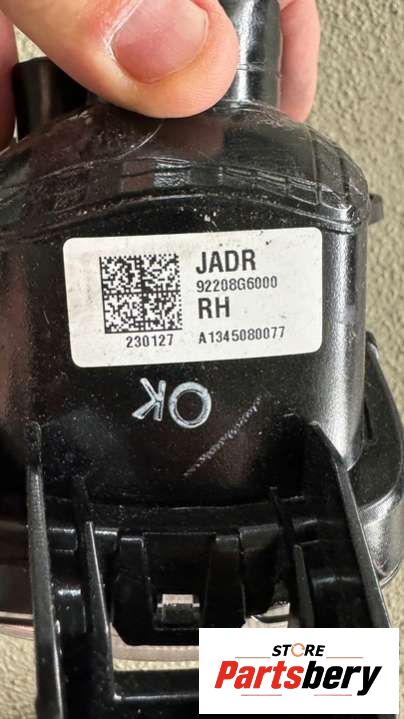 JADR
92208G6000
RH
230127 A1345080077
OK
STORE
Partsbery